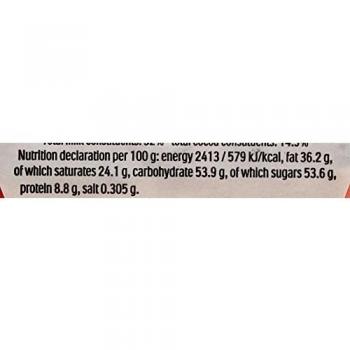 Nutrition declaration per 100 g: energy 2413 / 579 kJ/kcal, fat 36.2 g,
of which saturates 24.1 g, carbohydrate 53.9 g, of which sugars 53.6 g,
protein 8.8 g, salt 0.305 g.